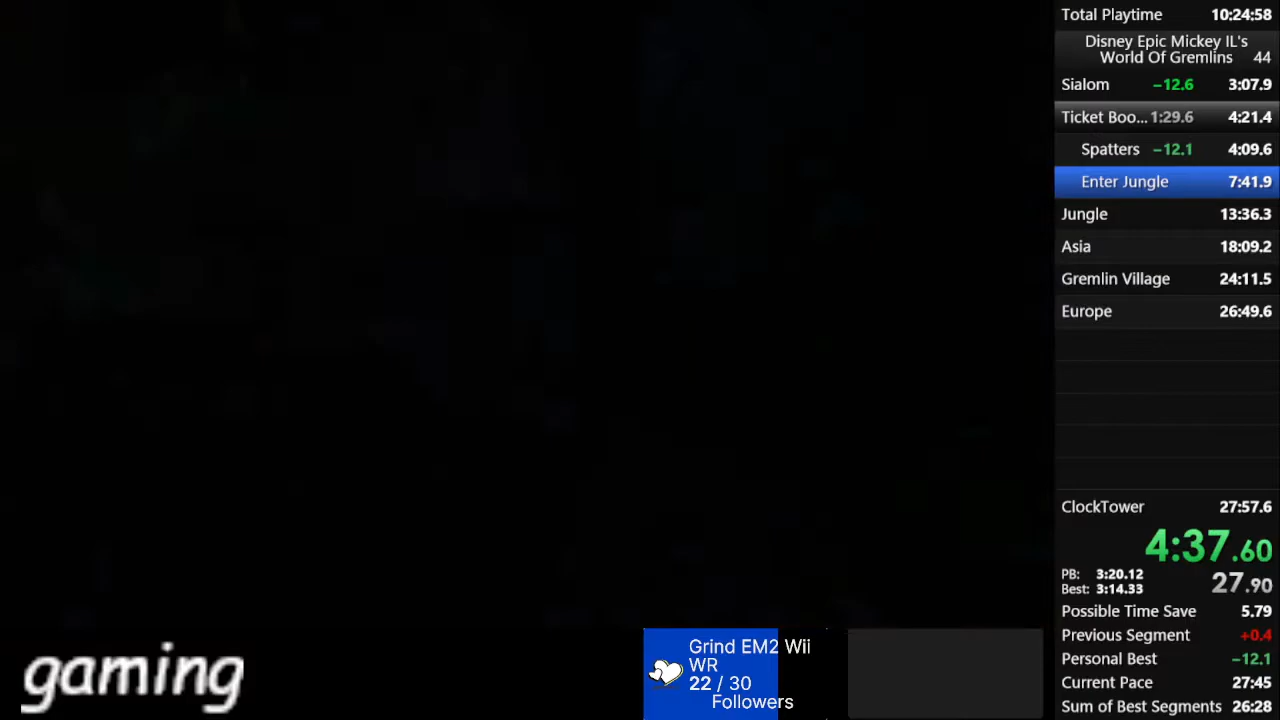 Total Playtime 10:24:58
Disney Epic Mickey IL's
World Of Gremlins 44
Sialom −12.6 3:07.9
Ticket Boo... 1:29.6 4:21.4
Spatters −12.1 4:09.6
Enter Jungle 7:41.9
Jungle 13:36.3
Asia 18:09.2
Gremlin Village 24:11.5
Europe 26:49.6
ClockTower 27:57.6
4:37.60
PB: 3:20.12
Best: 3:14.33 27.90
Possible Time Save 5.79
Previous Segment +0.4
Personal Best −12.1
Current Pace 27:45
Sum of Best Segments 26:28
gaming
Grind EM2 Wii
WR
22 / 30
Followers